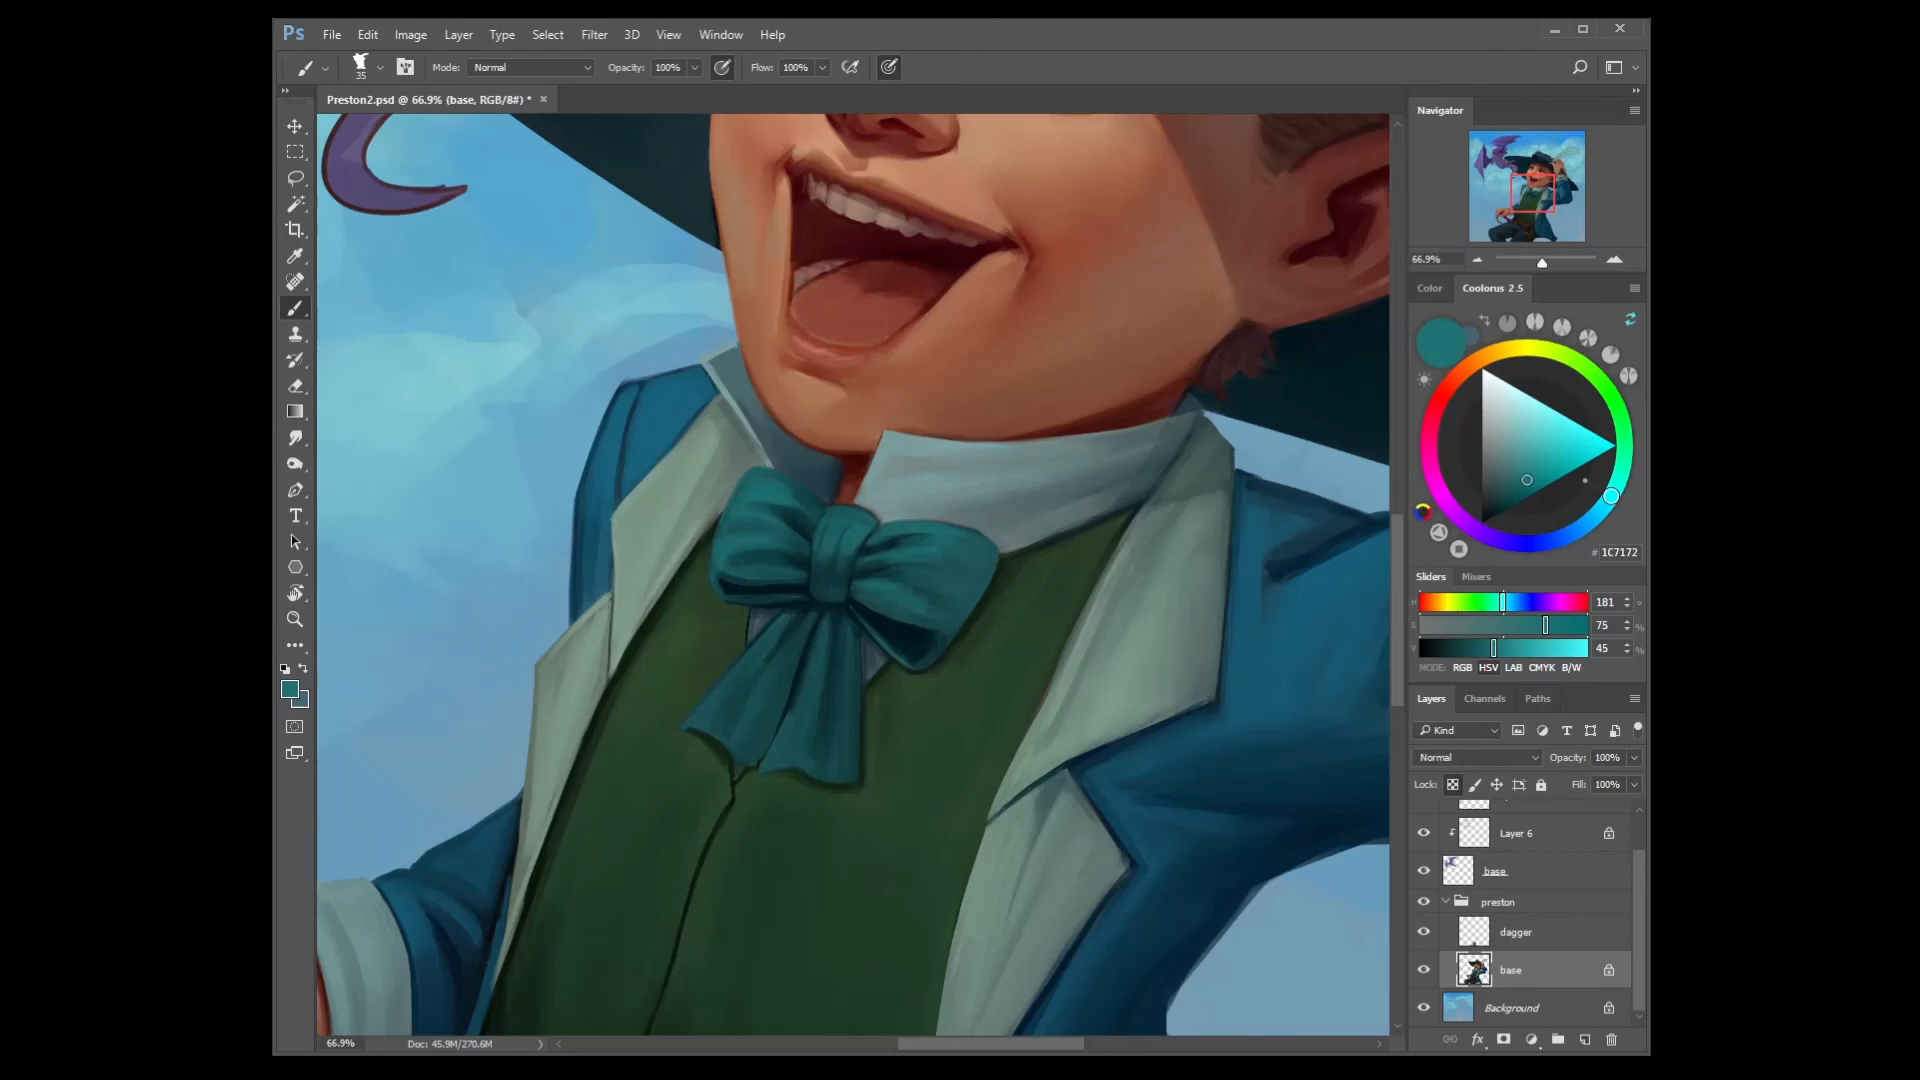 Ps File Edit Image Layer Type Select Filter 3D View Window Help
35 Mode: Normal Opacity: 100% Flow: 100%
Preston2.psd @ 66.9% (base, RGB/8#) *
Navigator
66.9%
Color Coolorus 2.5
# 1C7172
Sliders Mixers
H 181 °
S 75 %
V 45 %
MODE: RGB HSV LAB CMYK B/W
Layers Channels Paths
Kind
Normal Opacity: 100%
Lock: Fill: 100%
Layer 6
base
preston
dagger
base
Background
fx
66.9% Doc: 45.9M/270.6M